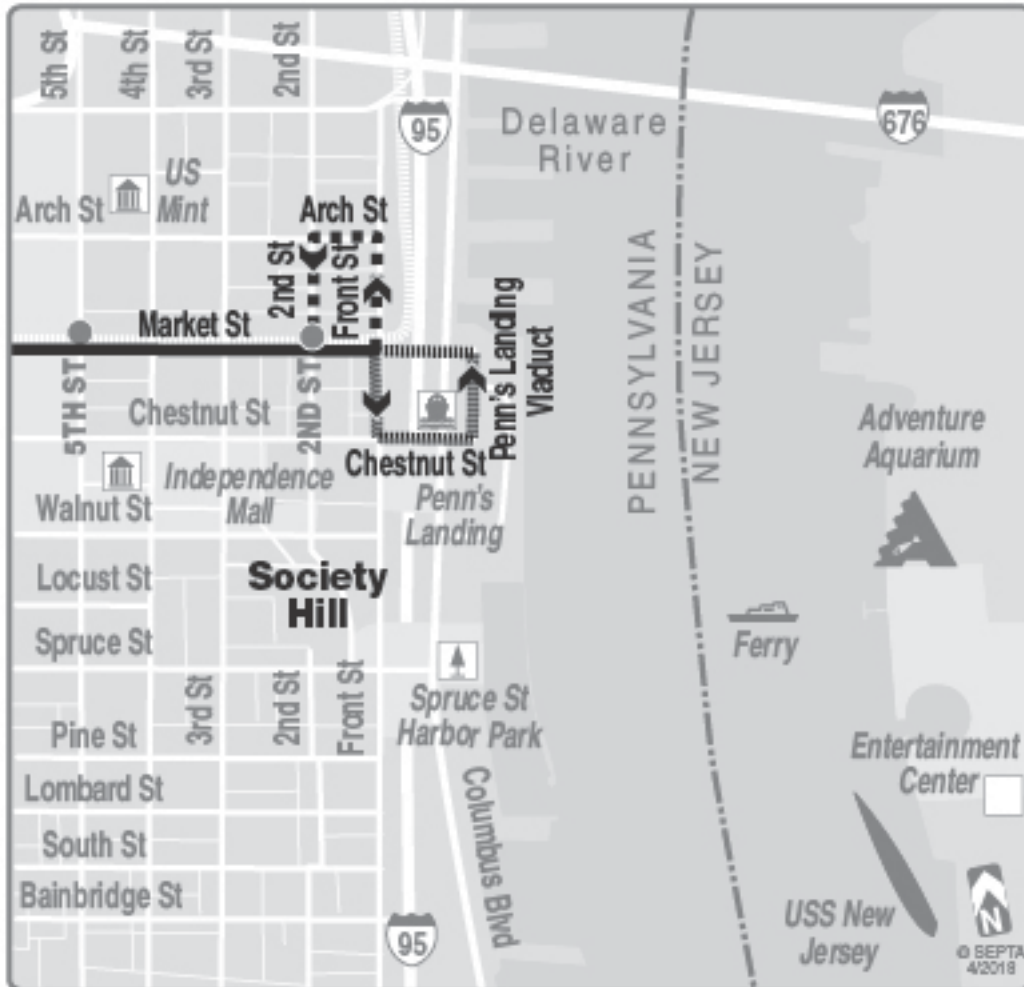 5th St
4th St
3rd St
2nd St
95
Delaware
River
676
US
Mint
Arch St
Arch St
2nd St
Front St
Market St
Penn's Landing
Viaduct
PENNSYLVANIA
NEW JERSEY
5TH ST
2ND ST
Chestnut St
Chestnut St
Independence
Mall
Penn's
Landing
Adventure
Aquarium
Walnut St
Locust St
Society
Hill
Spruce St
Ferry
3rd St
2nd St
Front St
Spruce St
Harbor Park
Pine St
Entertainment
Center
Lombard St
Columbus Blvd
South St
Bainbridge St
95
USS New
Jersey
N
© SEPTA
4/2018